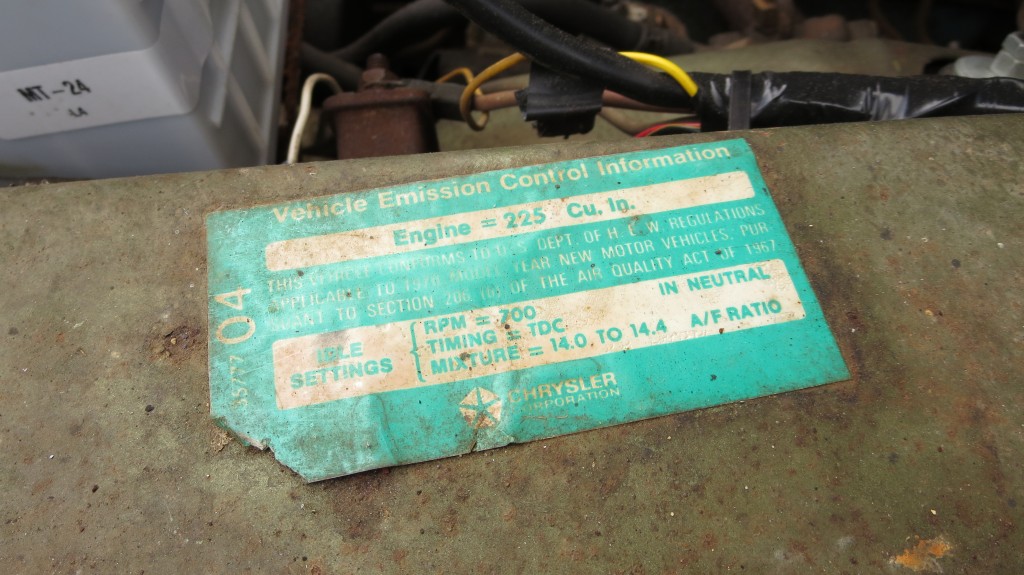 MT-24
Vehicle Emission Control Information
Engine = 225 Cu. In.
THIS VEHICLE CONFORMS TO U.S. DEPT. OF H.E.W. REGULATIONS
APPLICABLE TO 1970 MODEL YEAR NEW MOTOR VEHICLES, PUR-
SUANT TO SECTION 206 OF THE AIR QUALITY ACT OF 1967.
IN NEUTRAL
IDLE SETTINGS
RPM = 700
TIMING = TDC
MIXTURE = 14.0 TO 14.4 A/F RATIO
04
CHRYSLER
CORPORATION